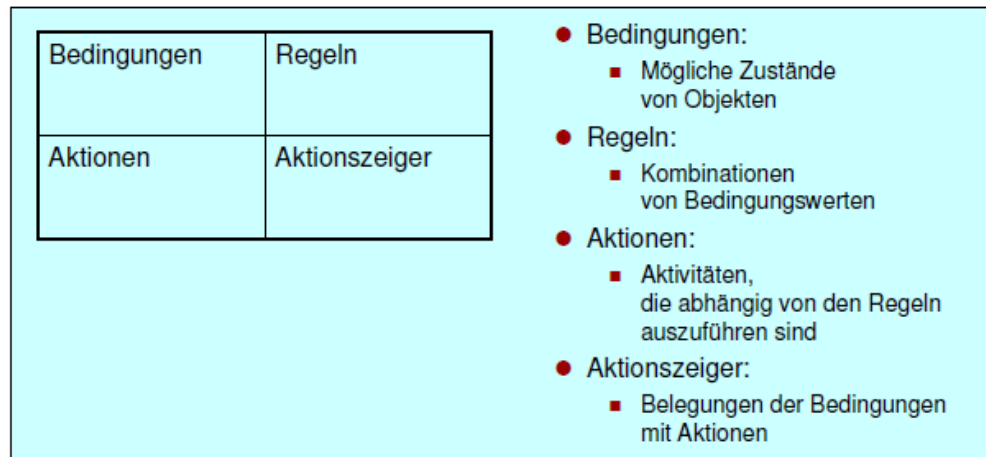 Bedingungen
Regeln
Aktionen
Aktionszeiger
Bedingungen:
Mögliche Zustände
von Objekten
Regeln:
Kombinationen
von Bedingungswerten
Aktionen:
Aktivitäten,
die abhängig von den Regeln
auszuführen sind
Aktionszeiger:
Belegungen der Bedingungen
mit Aktionen